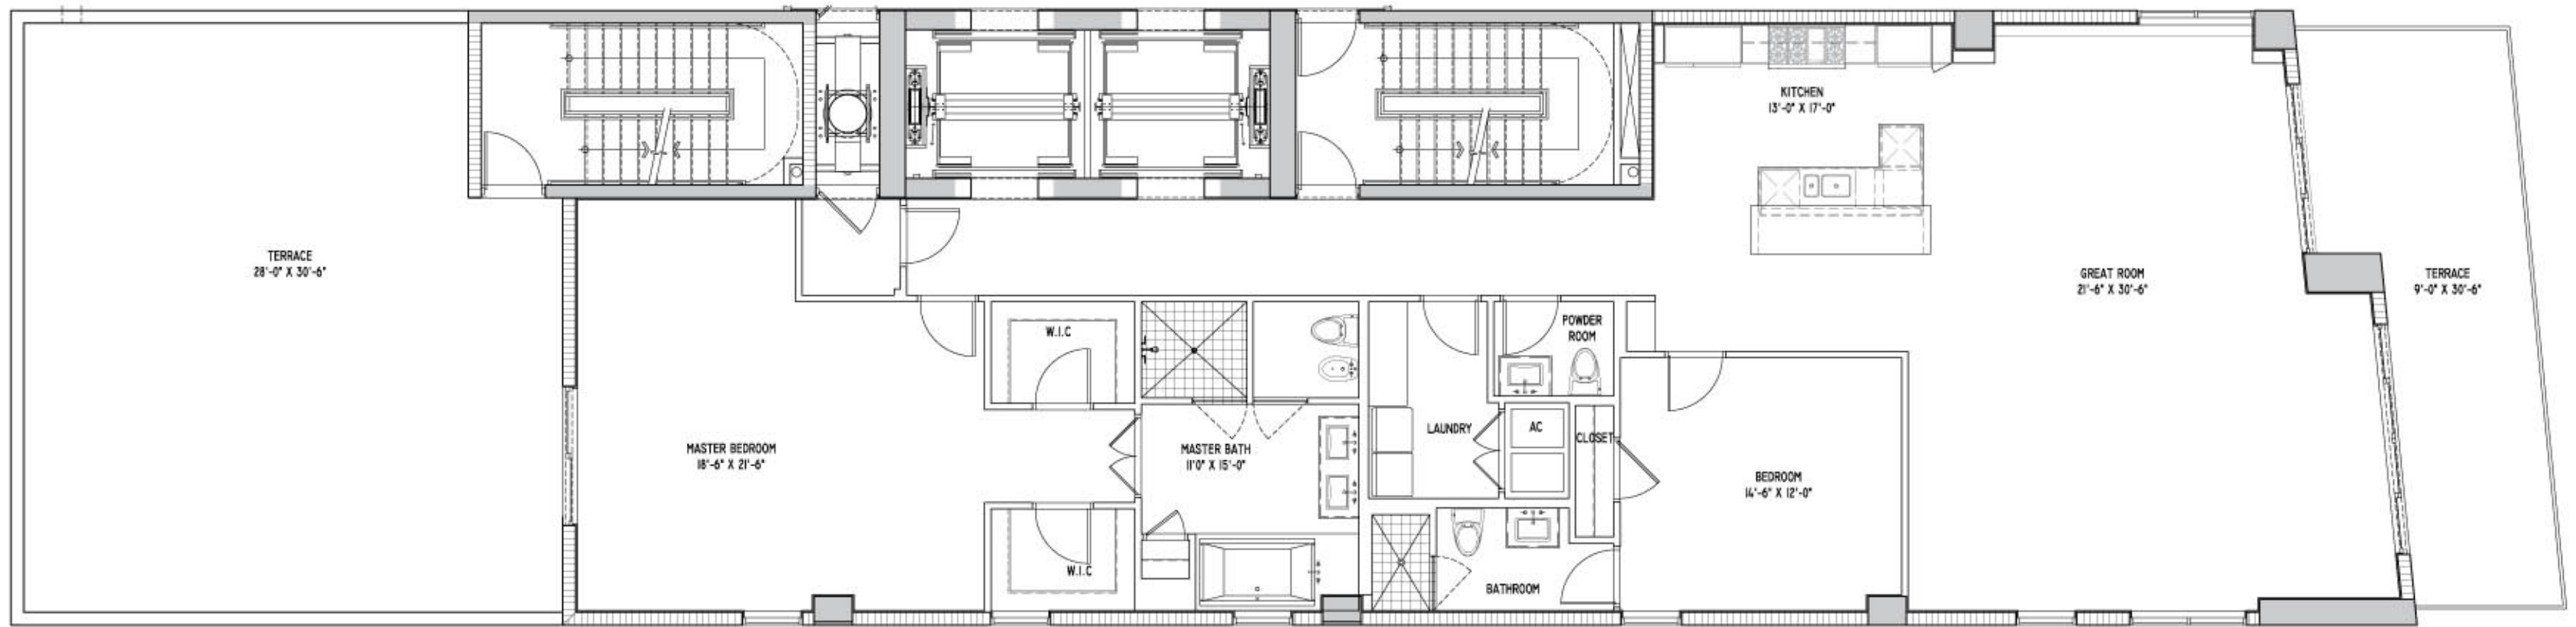 KITCHEN
13'-0" X 17'-0"
TERRACE
28'-0" X 30'-6"
GREAT ROOM
21'-6" X 30'-6"
TERRACE
9'-0" X 30'-6"
W.I.C
POWDER
ROOM
MASTER BEDROOM
18'-6" X 21'-6"
MASTER BATH
11'0" X 15'-0"
LAUNDRY
AC
CLOSET
BEDROOM
14'-6" X 12'-0"
W.I.C
BATHROOM